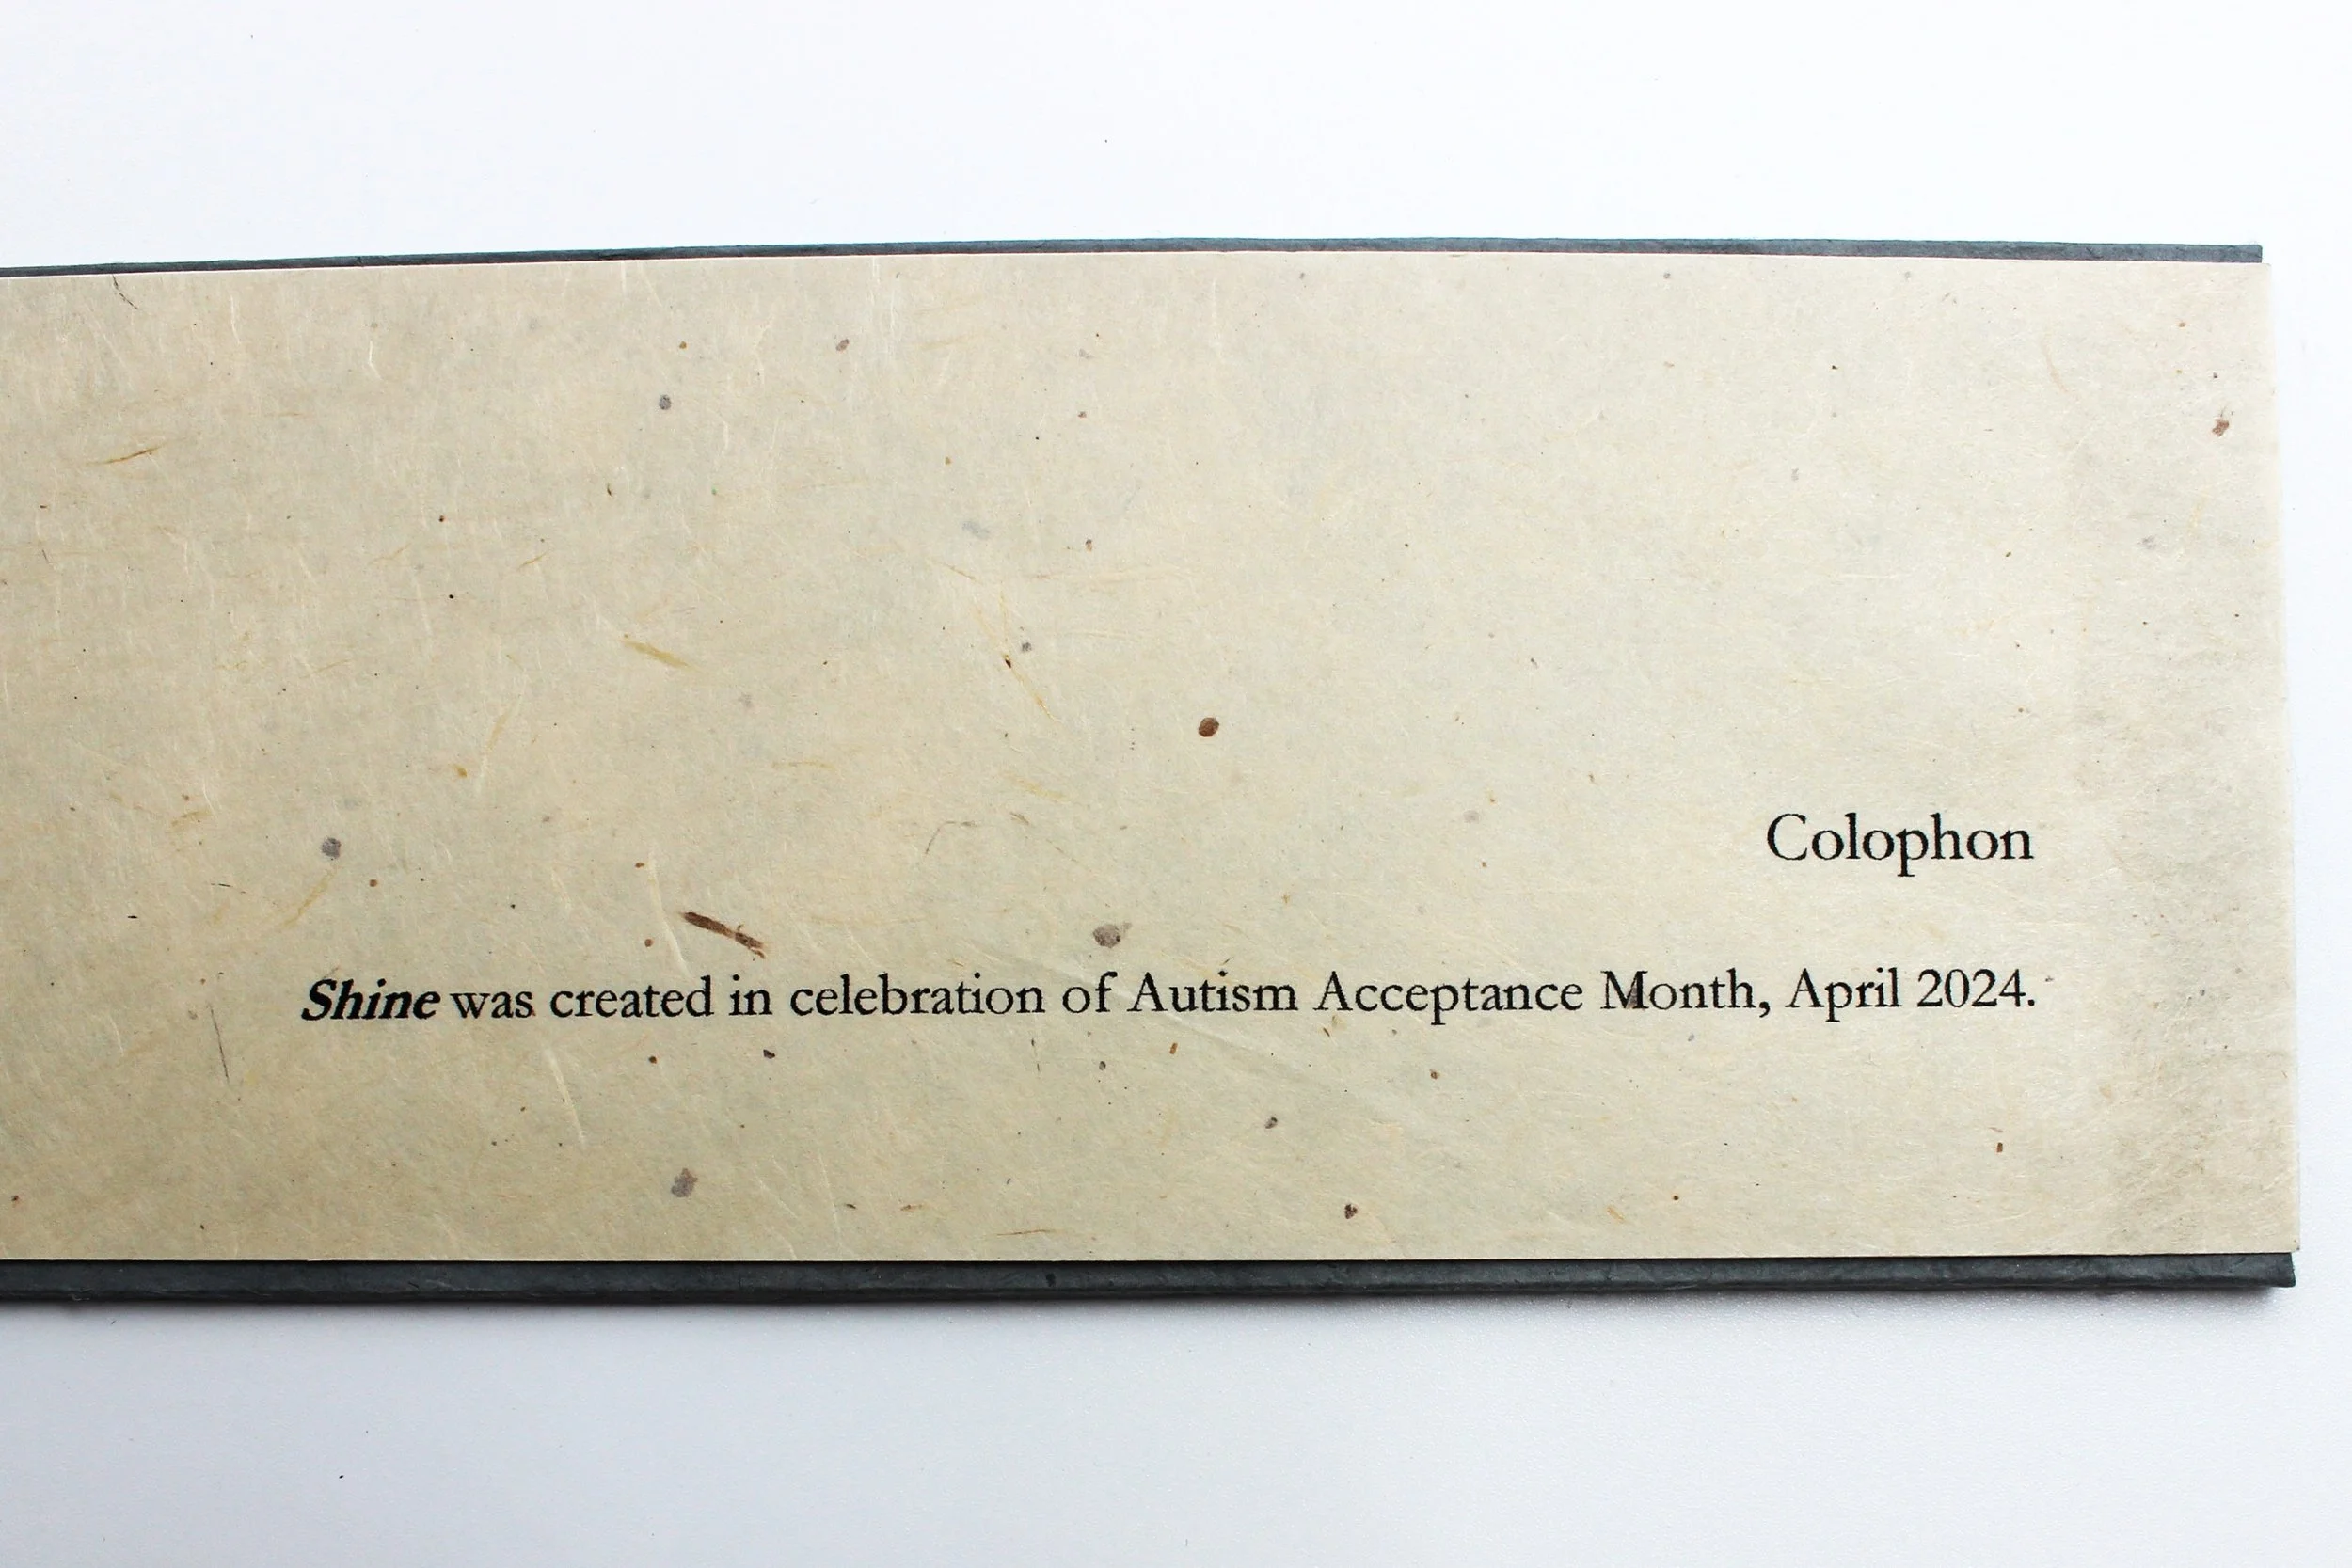 Colophon
Shine was created in celebration of Autism Acceptance Month, April 2024.